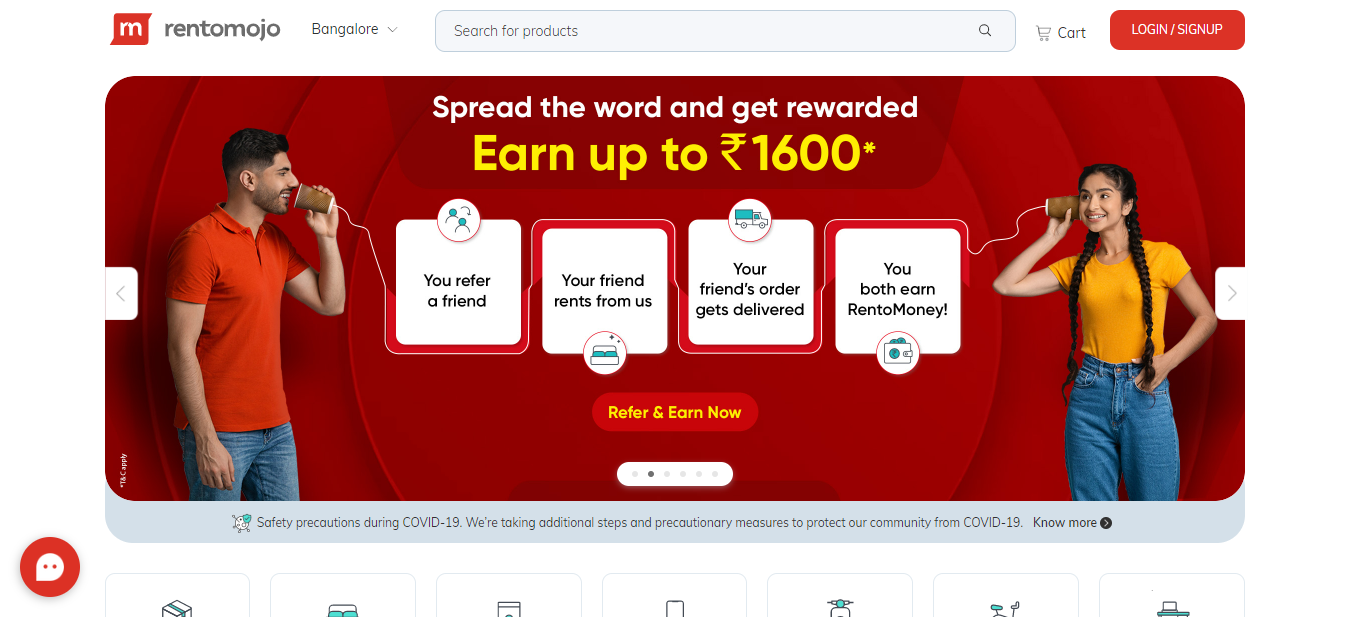 m rentomojo
Bangalore
Search for products
Cart
LOGIN / SIGNUP
Spread the word and get rewarded
Earn up to ₹1600*
You refer
a friend
Your friend
rents from us
Your
friend's order
gets delivered
You
both earn
RentoMoney!
Refer & Earn Now
*T&C apply
Safety precautions during COVID-19. We're taking additional steps and precautionary measures to protect our community from COVID-19. Know more